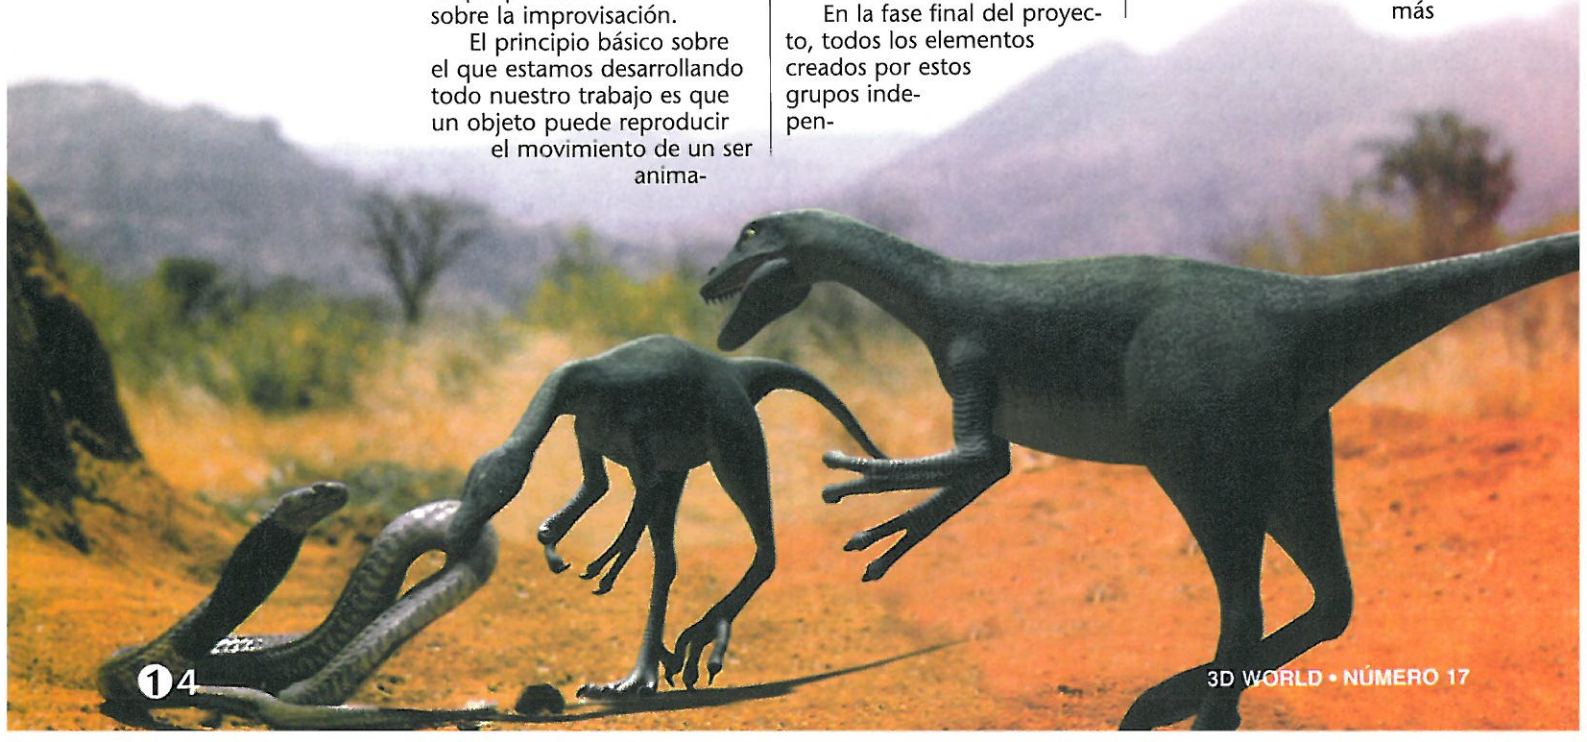 sobre la improvisación.
El principio básico sobre
el que estamos desarrollando
todo nuestro trabajo es que
un objeto puede reproducir
el movimiento de un ser
anima-
En la fase final del proyec-
to, todos los elementos
creados por estos
grupos inde-
pen-
más
14
3D WORLD • NÚMERO 17